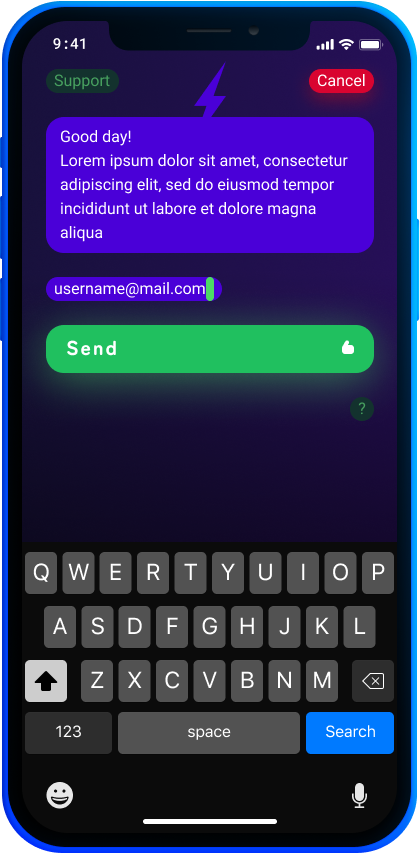 9:41
Support
Cancel
Good day!
Lorem ipsum dolor sit amet, consectetur
adipiscing elit, sed do eiusmod tempor
incididunt ut labore et dolore magna
aliqua
username@mail.com
Send
?
Q W E R T Y U I O P
A S D F G H J K L
Z X C V B N M
123 space Search